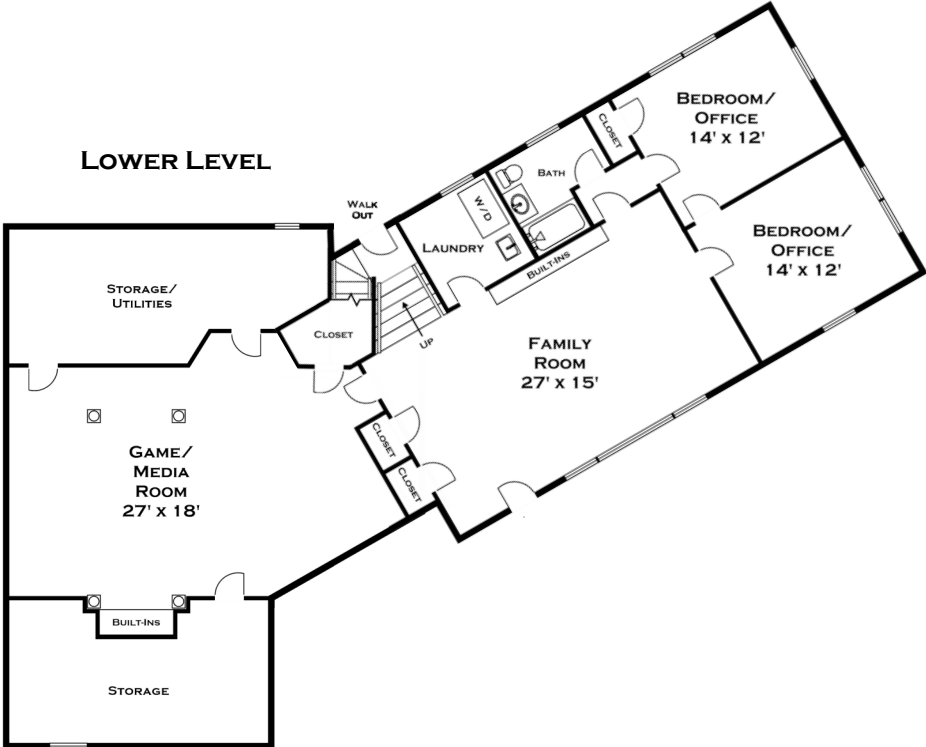 LOWER LEVEL
BEDROOM/
OFFICE
14' X 12'
CLOSET
BATH
WALK
OUT
W/D
LAUNDRY
BUILT-INS
BEDROOM/
OFFICE
14' X 12'
STORAGE/
UTILITIES
CLOSET
UP
FAMILY
ROOM
27' X 15'
CLOSET
CLOSET
GAME/
MEDIA
ROOM
27' X 18'
BUILT-INS
STORAGE